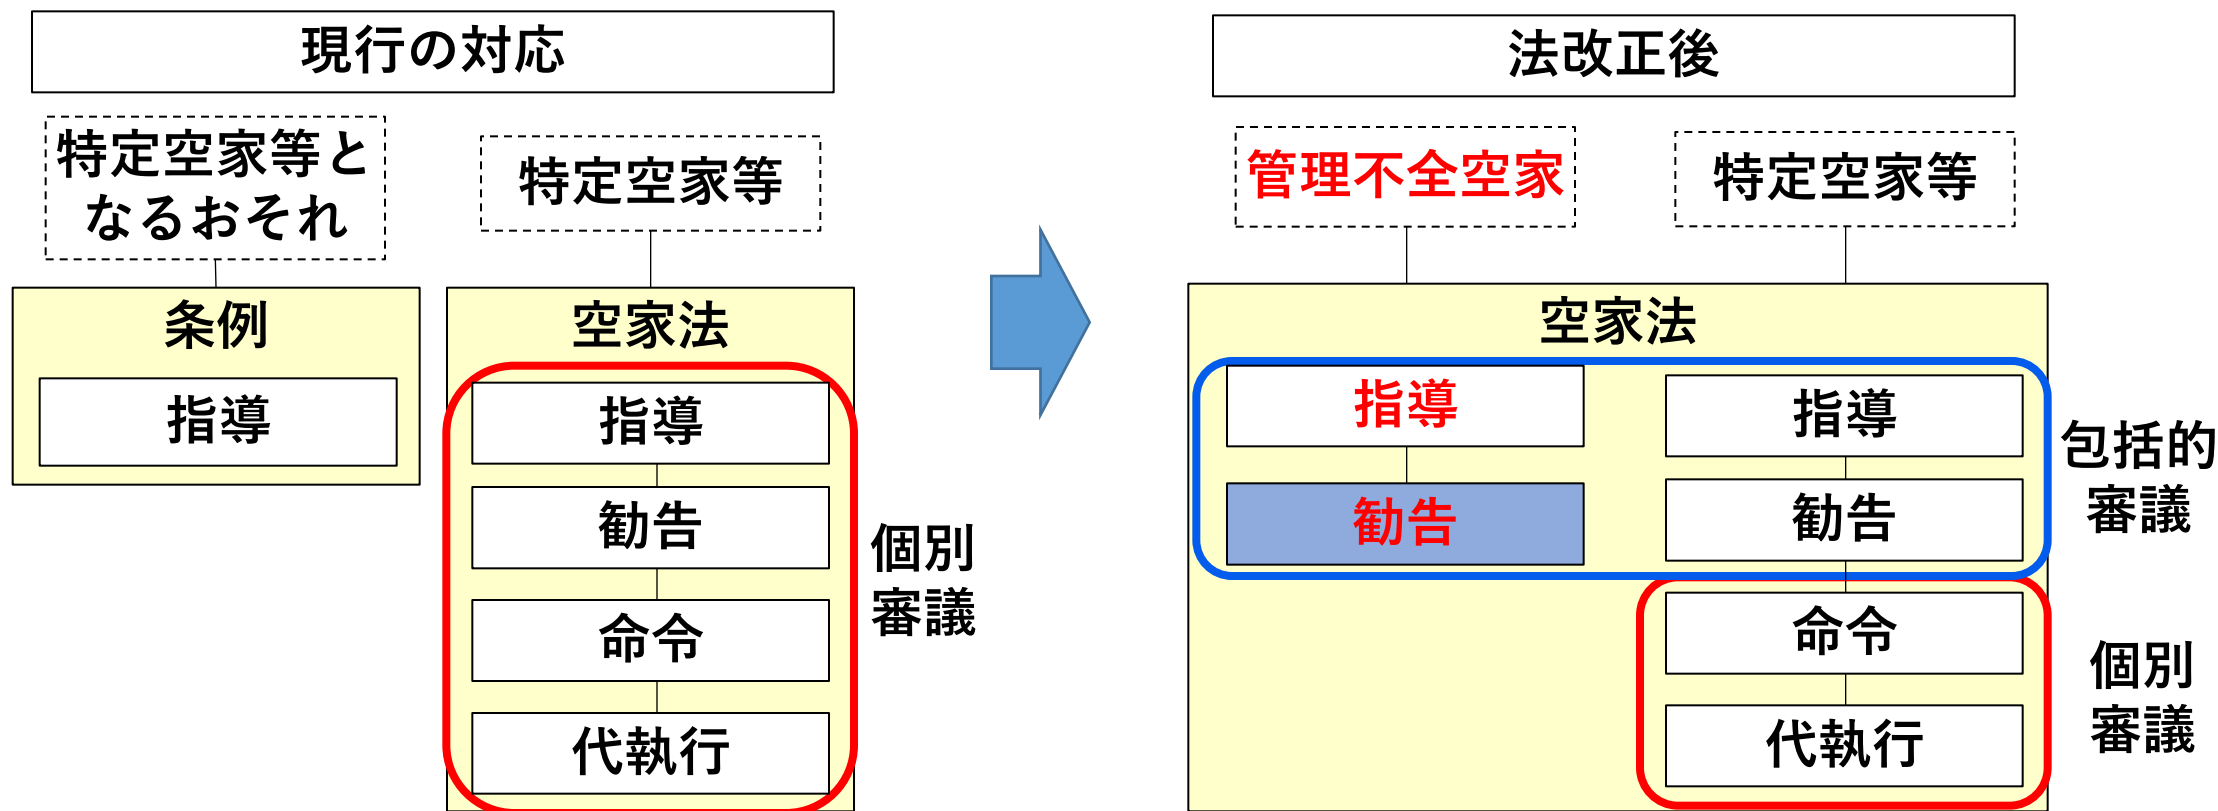 現行の対応
特定空家等と
なるおそれ
特定空家等
条例
指導
空家法
指導
勧告
命令
代執行
個別
審議
法改正後
管理不全空家
特定空家等
空家法
指導
勧告
指導
勧告
命令
代執行
包括的
審議
個別
審議